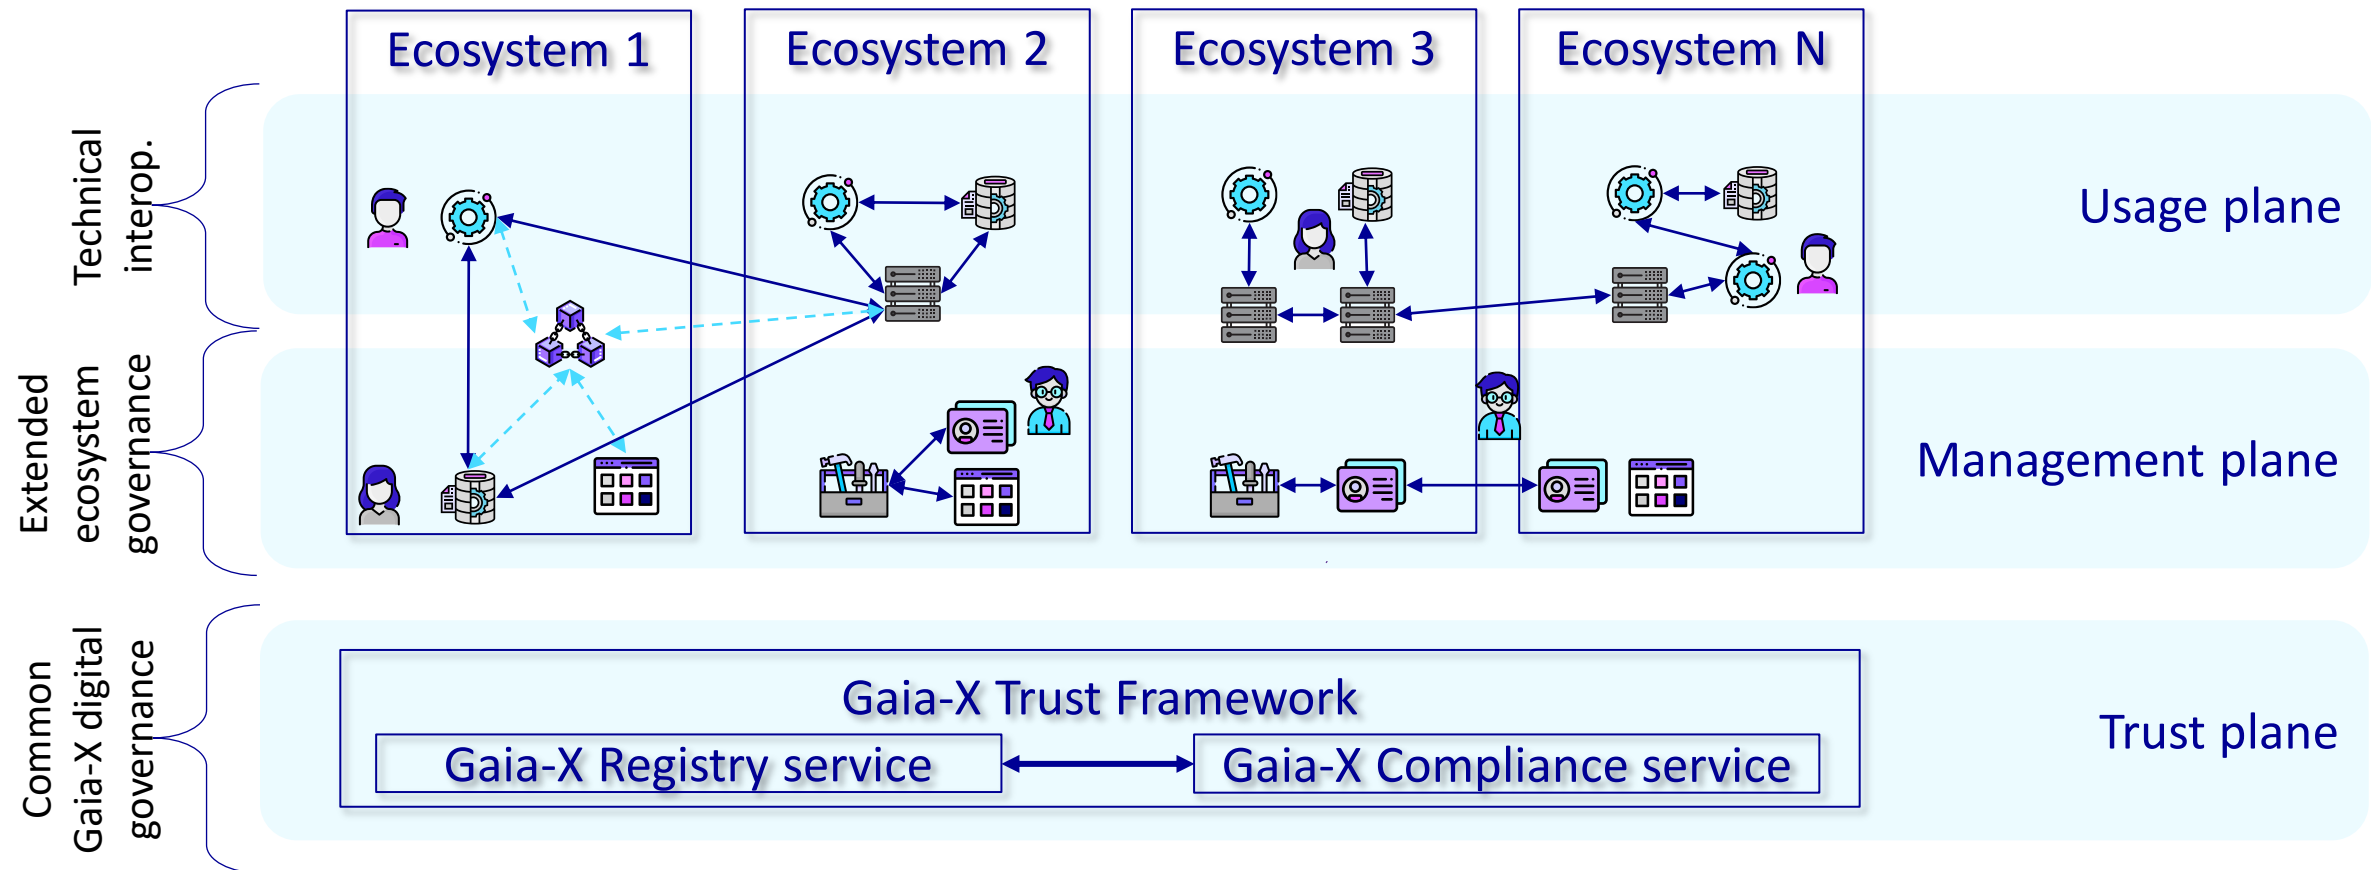 Ecosystem 1
Ecosystem 2
Ecosystem 3
Ecosystem N
Technical
interop.
Usage plane
Extended
ecosystem
governance
Management plane
Common
Gaia-X digital
governance
Gaia-X Trust Framework
Gaia-X Registry service
Gaia-X Compliance service
Trust plane